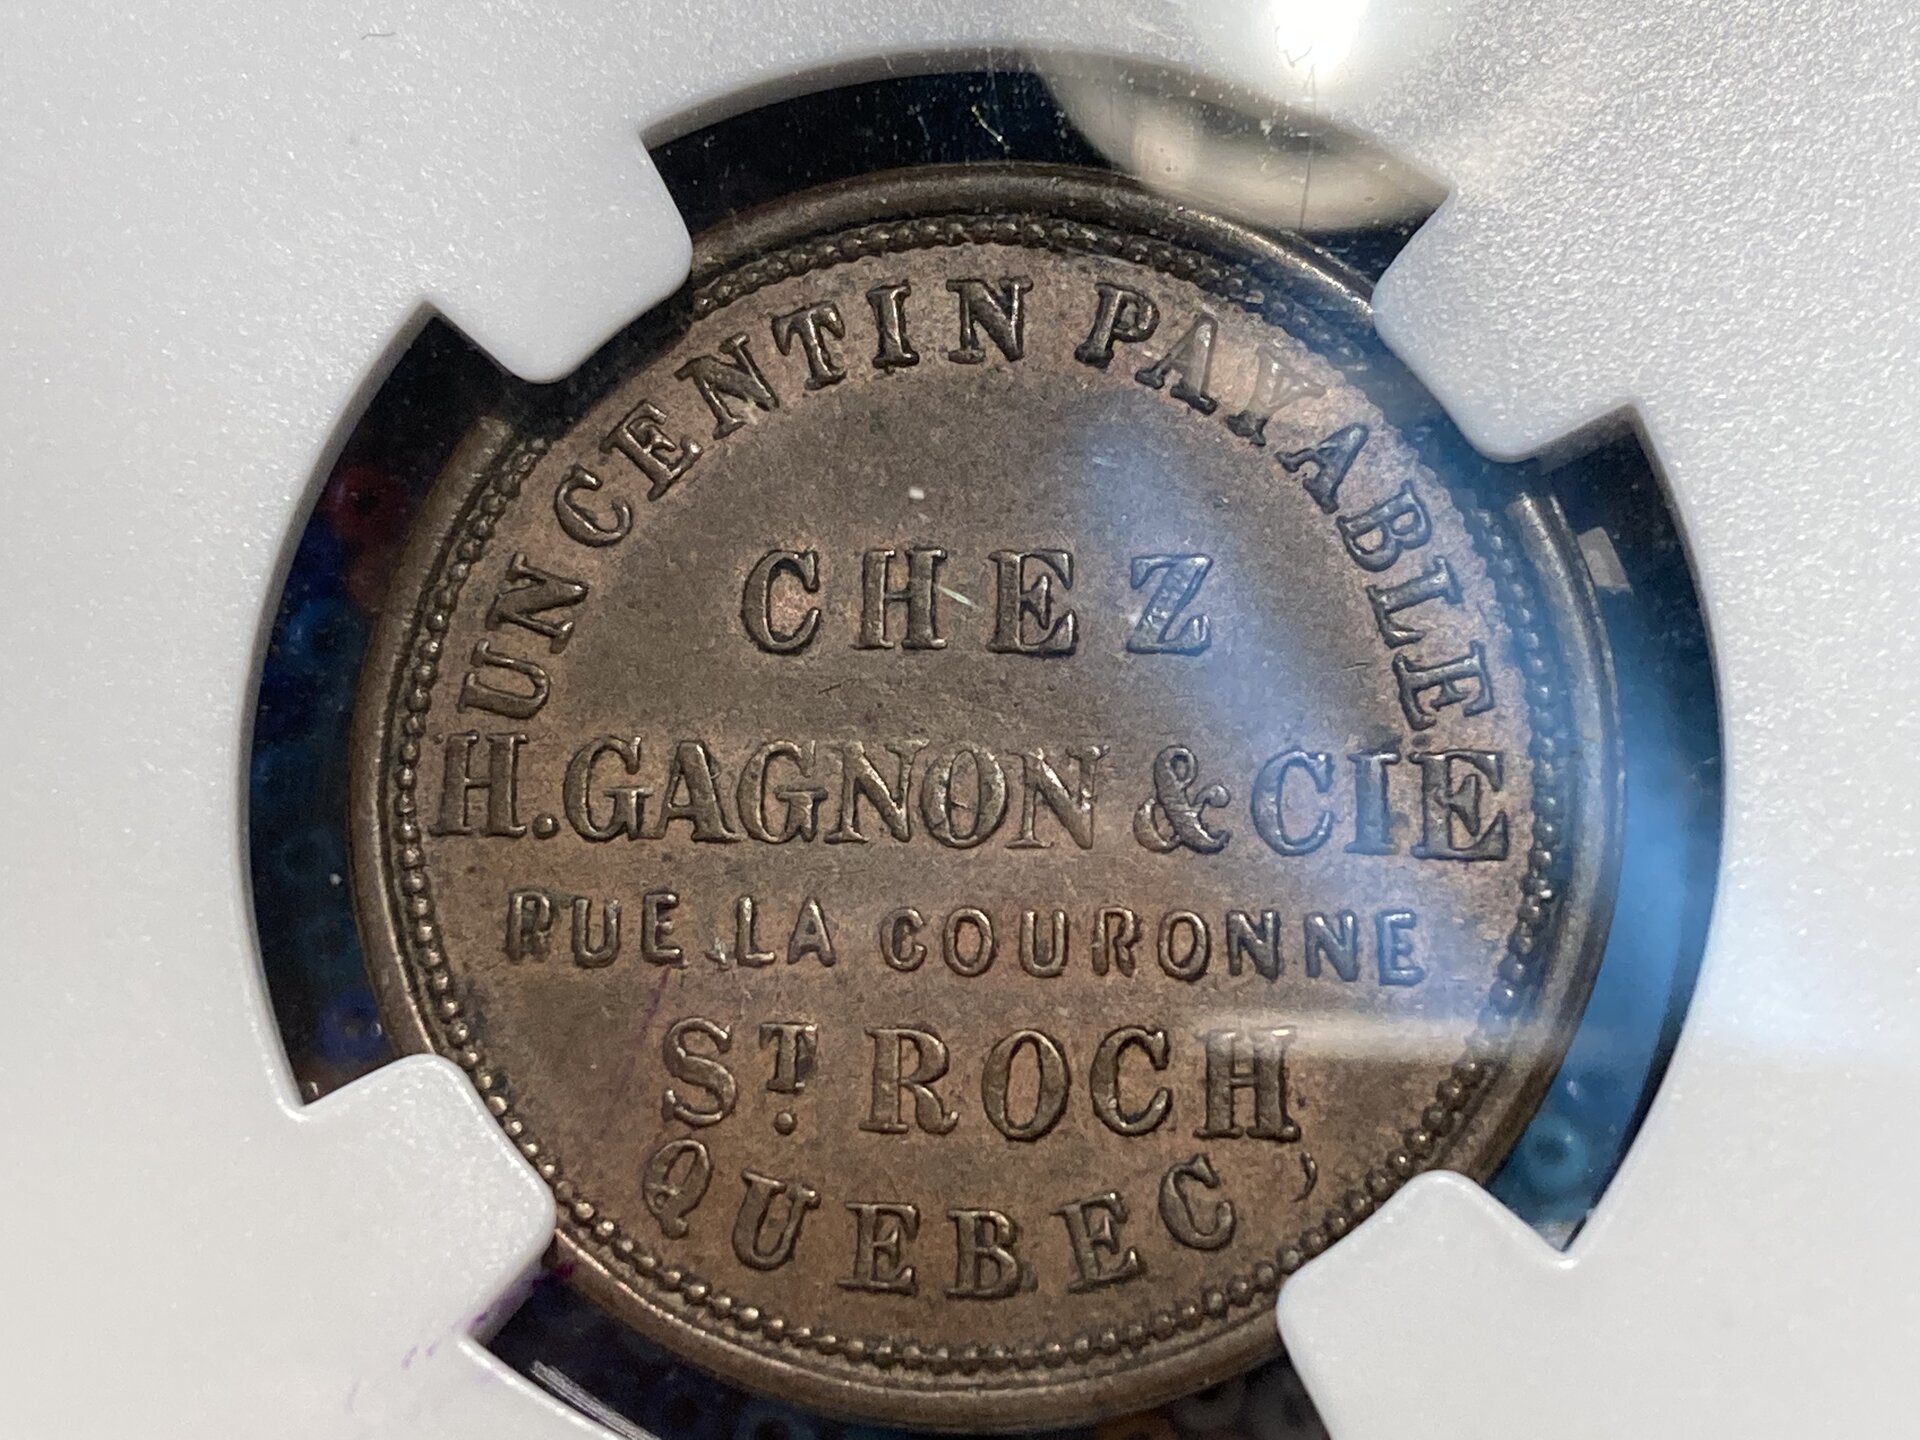 UN CENTIN PAYABLE
CHEZ
H. GAGNON & CIE
RUE LA COURONNE
ST. ROCH
QUEBEC,